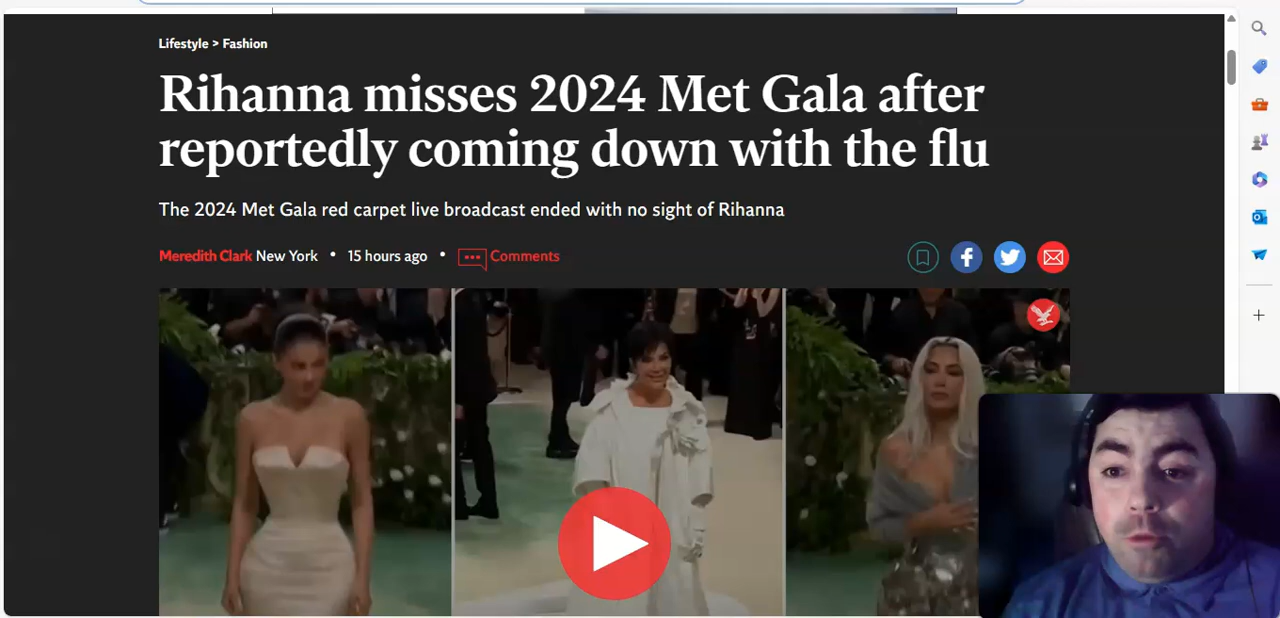 Lifestyle > Fashion
Rihanna misses 2024 Met Gala after
reportedly coming down with the flu
The 2024 Met Gala red carpet live broadcast ended with no sight of Rihanna
Meredith Clark New York • 15 hours ago • Comments